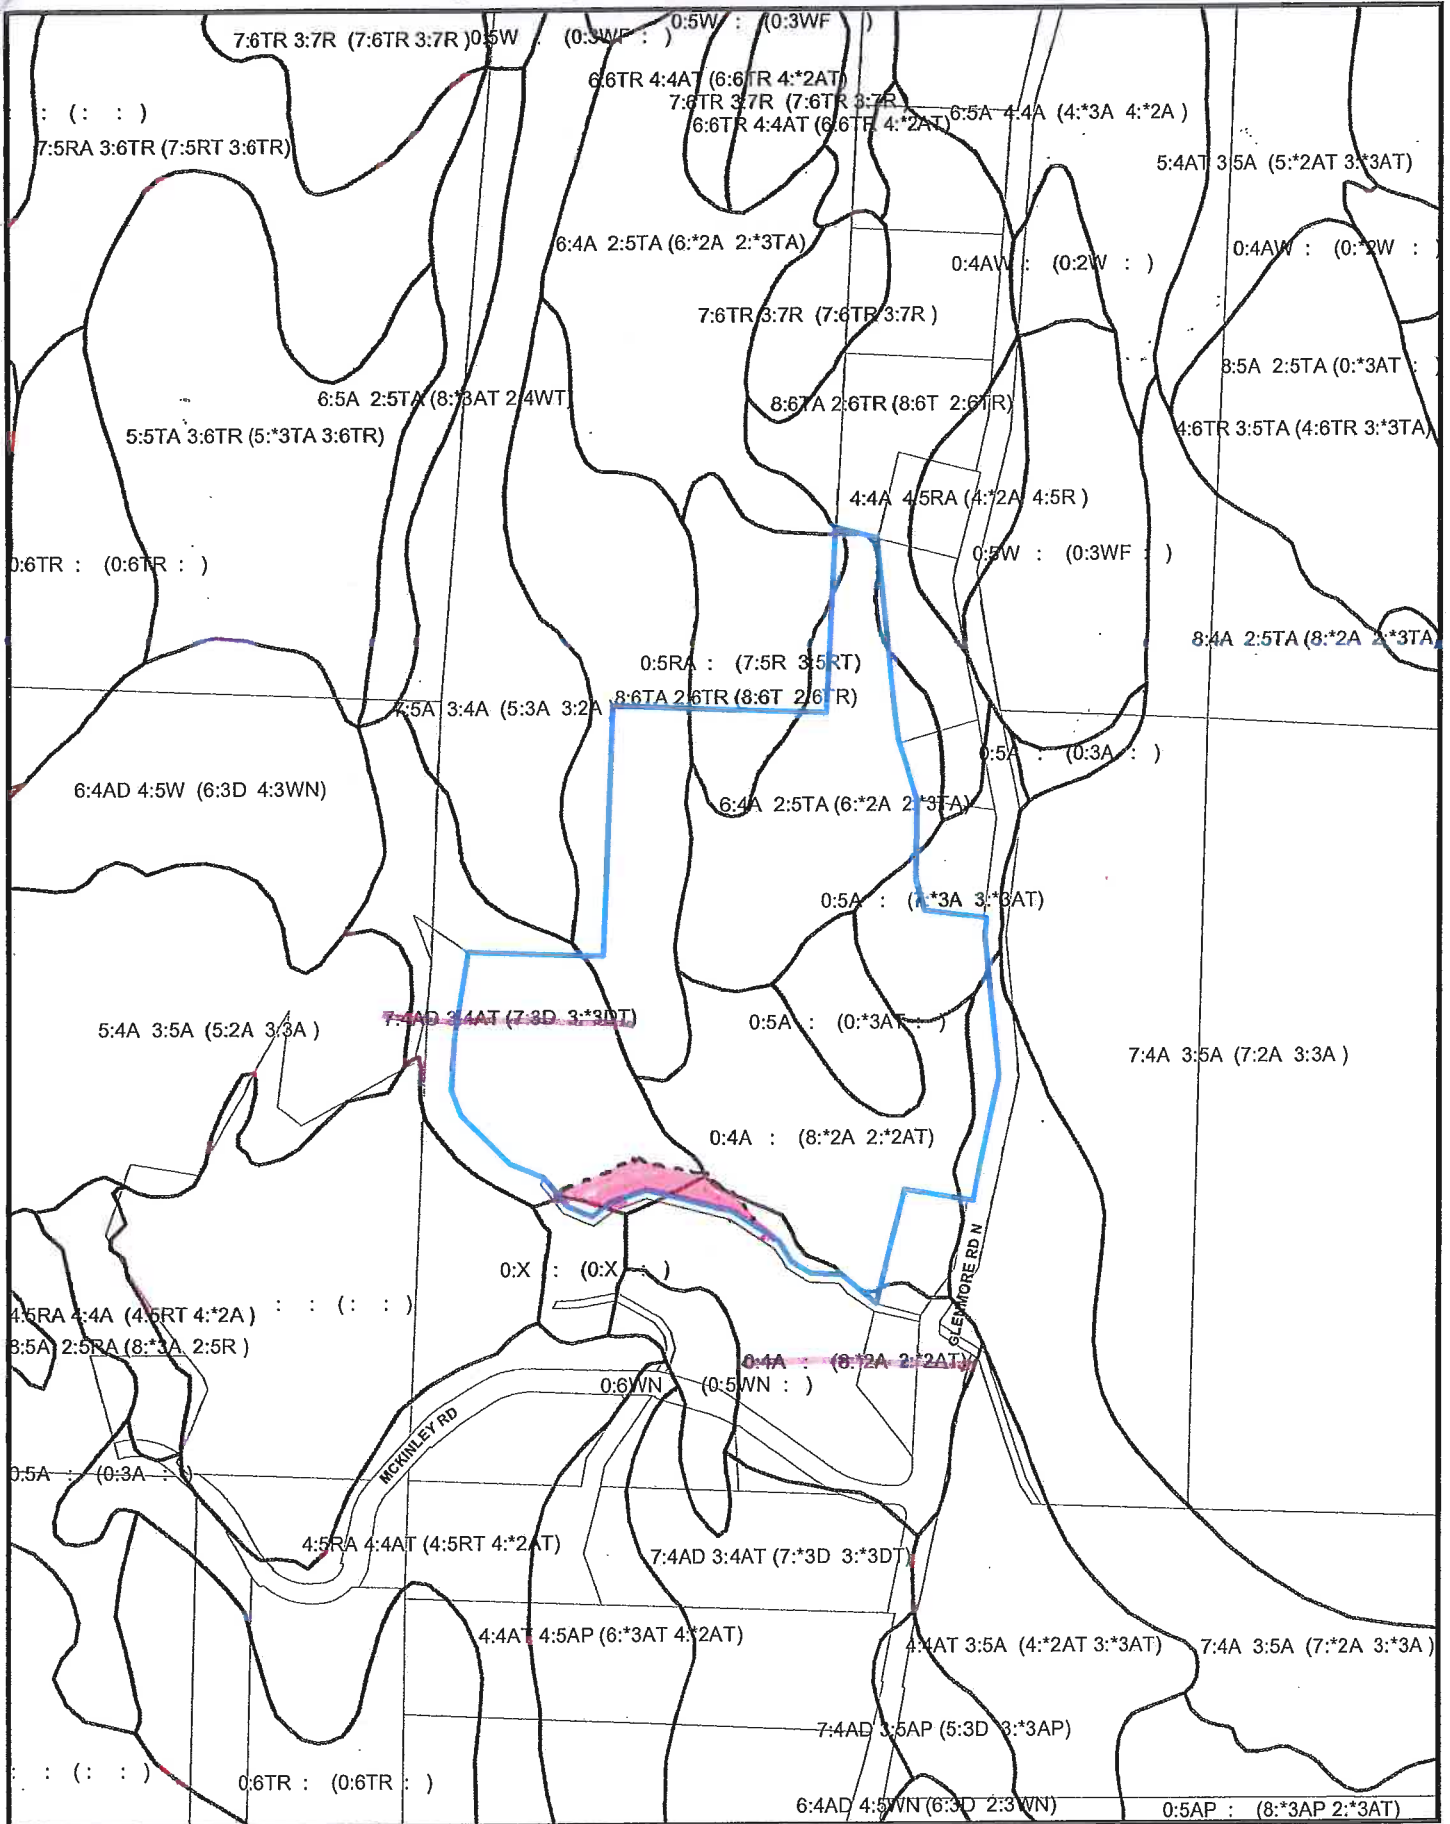 0:5W : (0:3WF )
7:6TR 3:7R (7:6TR 3:7R )
0:5W : (0:3WF : )
6:6TR 4:4AT (6:6TR 4:*2AT)
7:6TR 3:7R (7:6TR 3:7R
6:6TR 4:4AT (6:6TR 4:*2AT)
6:5A 4:4A (4:*3A 4:*2A )
: (: : )
7:5RA 3:6TR (7:5RT 3:6TR)
5:4AT 3:5A (5:*2AT 3:*3AT)
6:4A 2:5TA (6:*2A 2:*3TA)
0:4AW : (0:2W : )
0:4AW : (0:*2W : )
7:6TR 3:7R (7:6TR 3:7R )
8:5A 2:5TA (0:*3AT : )
6:5A 2:5TA (8:*3AT 2:4WT)
8:6TA 2:6TR (8:6T 2:6TR)
5:5TA 3:6TR (5:*3TA 3:6TR)
4:6TR 3:5TA (4:6TR 3:*3TA)
4:4A 4:5RA (4:*2A 4:5R )
0:6TR : (0:6TR : )
0:5W : (0:3WF : )
8:4A 2:5TA (8:*2A 2:*3TA)
0:5RA : (7:5R 3:5RT)
8:6TA 2:6TR (8:6T 2:6TR)
7:5A 3:4A (5:3A 3:2A )
0:5A : (0:3A : )
6:4AD 4:5W (6:3D 4:3WN)
6:4A 2:5TA (6:*2A 2:*3TA)
0:5A : (7:*3A 3:*3AT)
7:4AD 3:4AT (7:3D 3:*3DT)
0:5A : (0:*3AT : )
5:4A 3:5A (5:2A 3:3A )
7:4A 3:5A (7:2A 3:3A )
0:4A : (8:*2A 2:*2AT)
0:X : (0:X : )
GLENMORE RD N
4:5RA 4:4A (4:5RT 4:*2A )
: : (: : )
8:5A 2:5RA (8:*3A 2:5R )
0:4A : (8:*2A 2:*2AT)
0:6WN (0:5WN : )
MCKINLEY RD
0:5A : (0:3A : )
4:5RA 4:4AT (4:5RT 4:*2AT)
7:4AD 3:4AT (7:*3D 3:*3DT)
4:4AT 4:5AP (6:*3AT 4:*2AT)
4:4AT 3:5A (4:*2AT 3:*3AT)
7:4A 3:5A (7:*2A 3:*3A )
7:4AD 3:5AP (5:3D 3:*3AP)
: : (: : )
0:6TR : (0:6TR : )
6:4AD 4:5WN (6:3D 2:3WN)
0:5AP : (8:*3AP 2:*3AT)